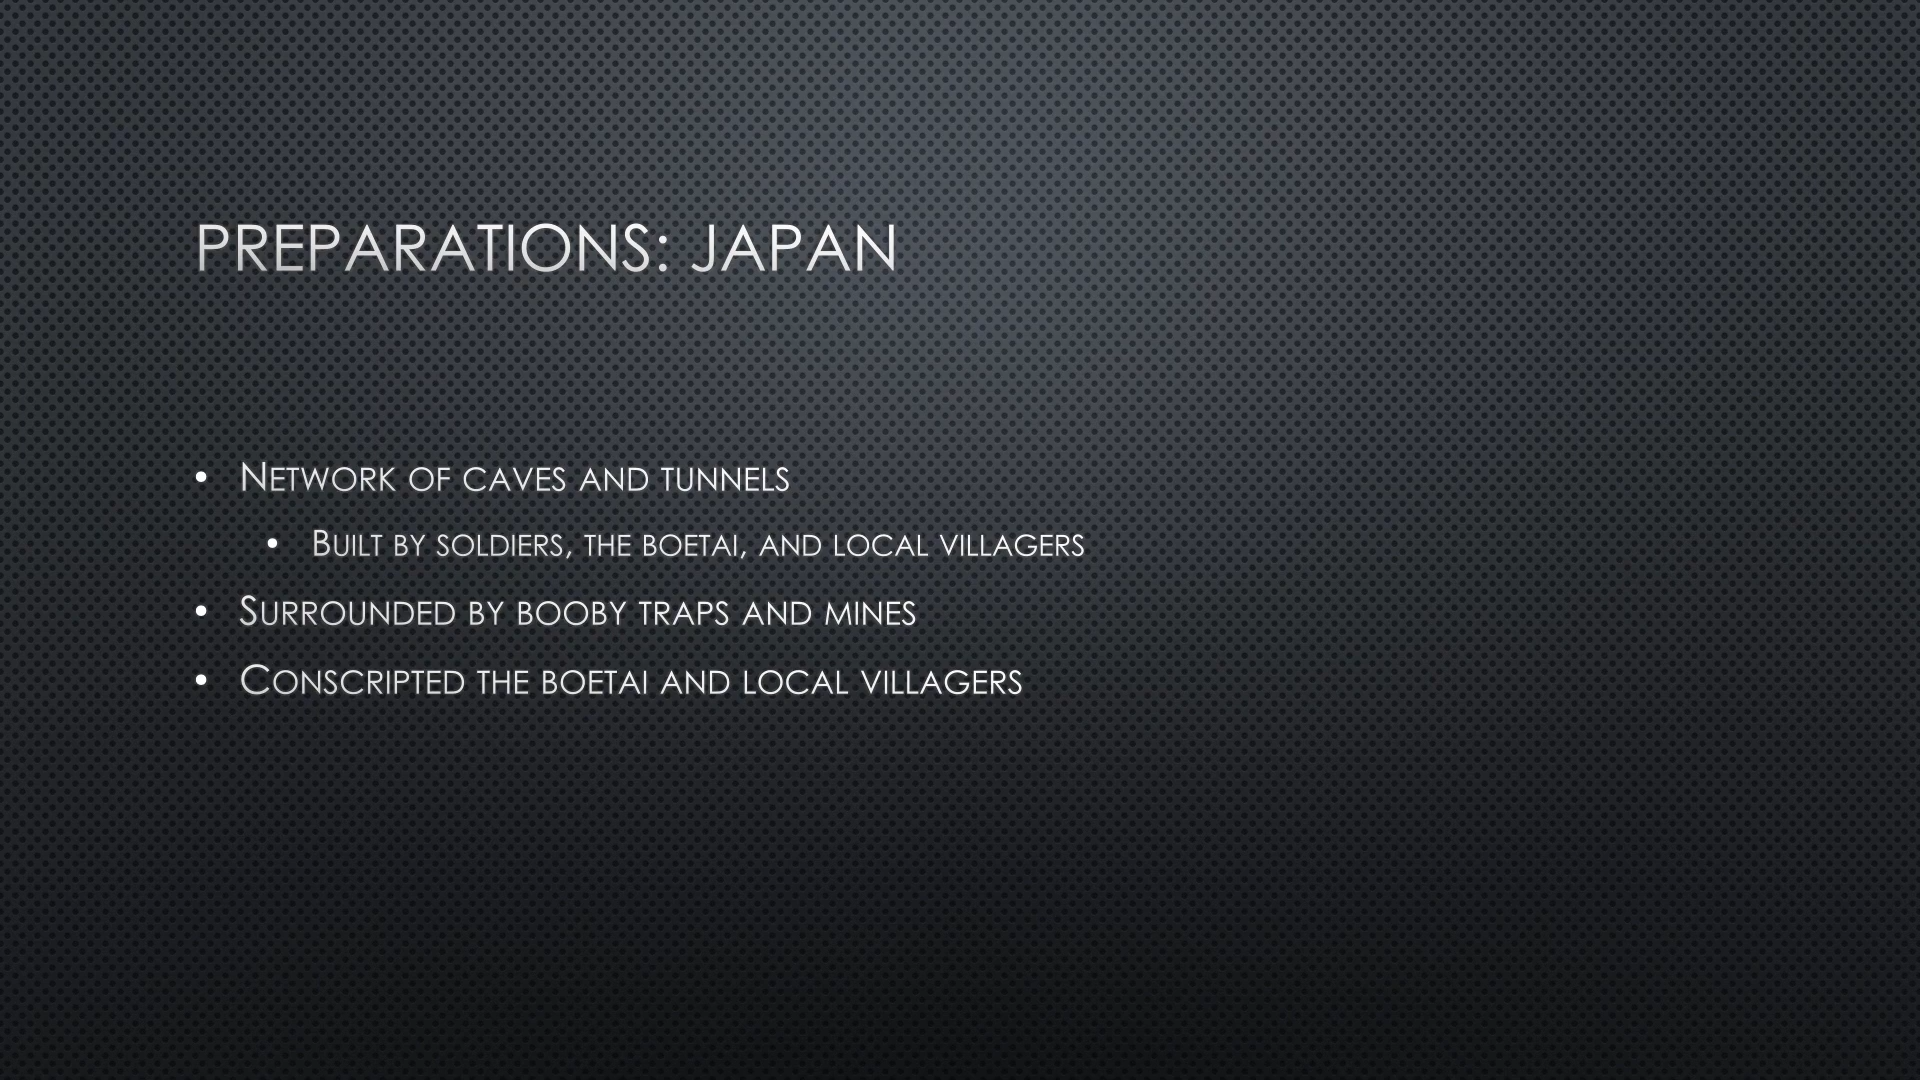 Preparations: Japan
• Network of caves and tunnels
• Built by soldiers, the boetai, and local villagers
• Surrounded by booby traps and mines
• Conscripted the boetai and local villagers